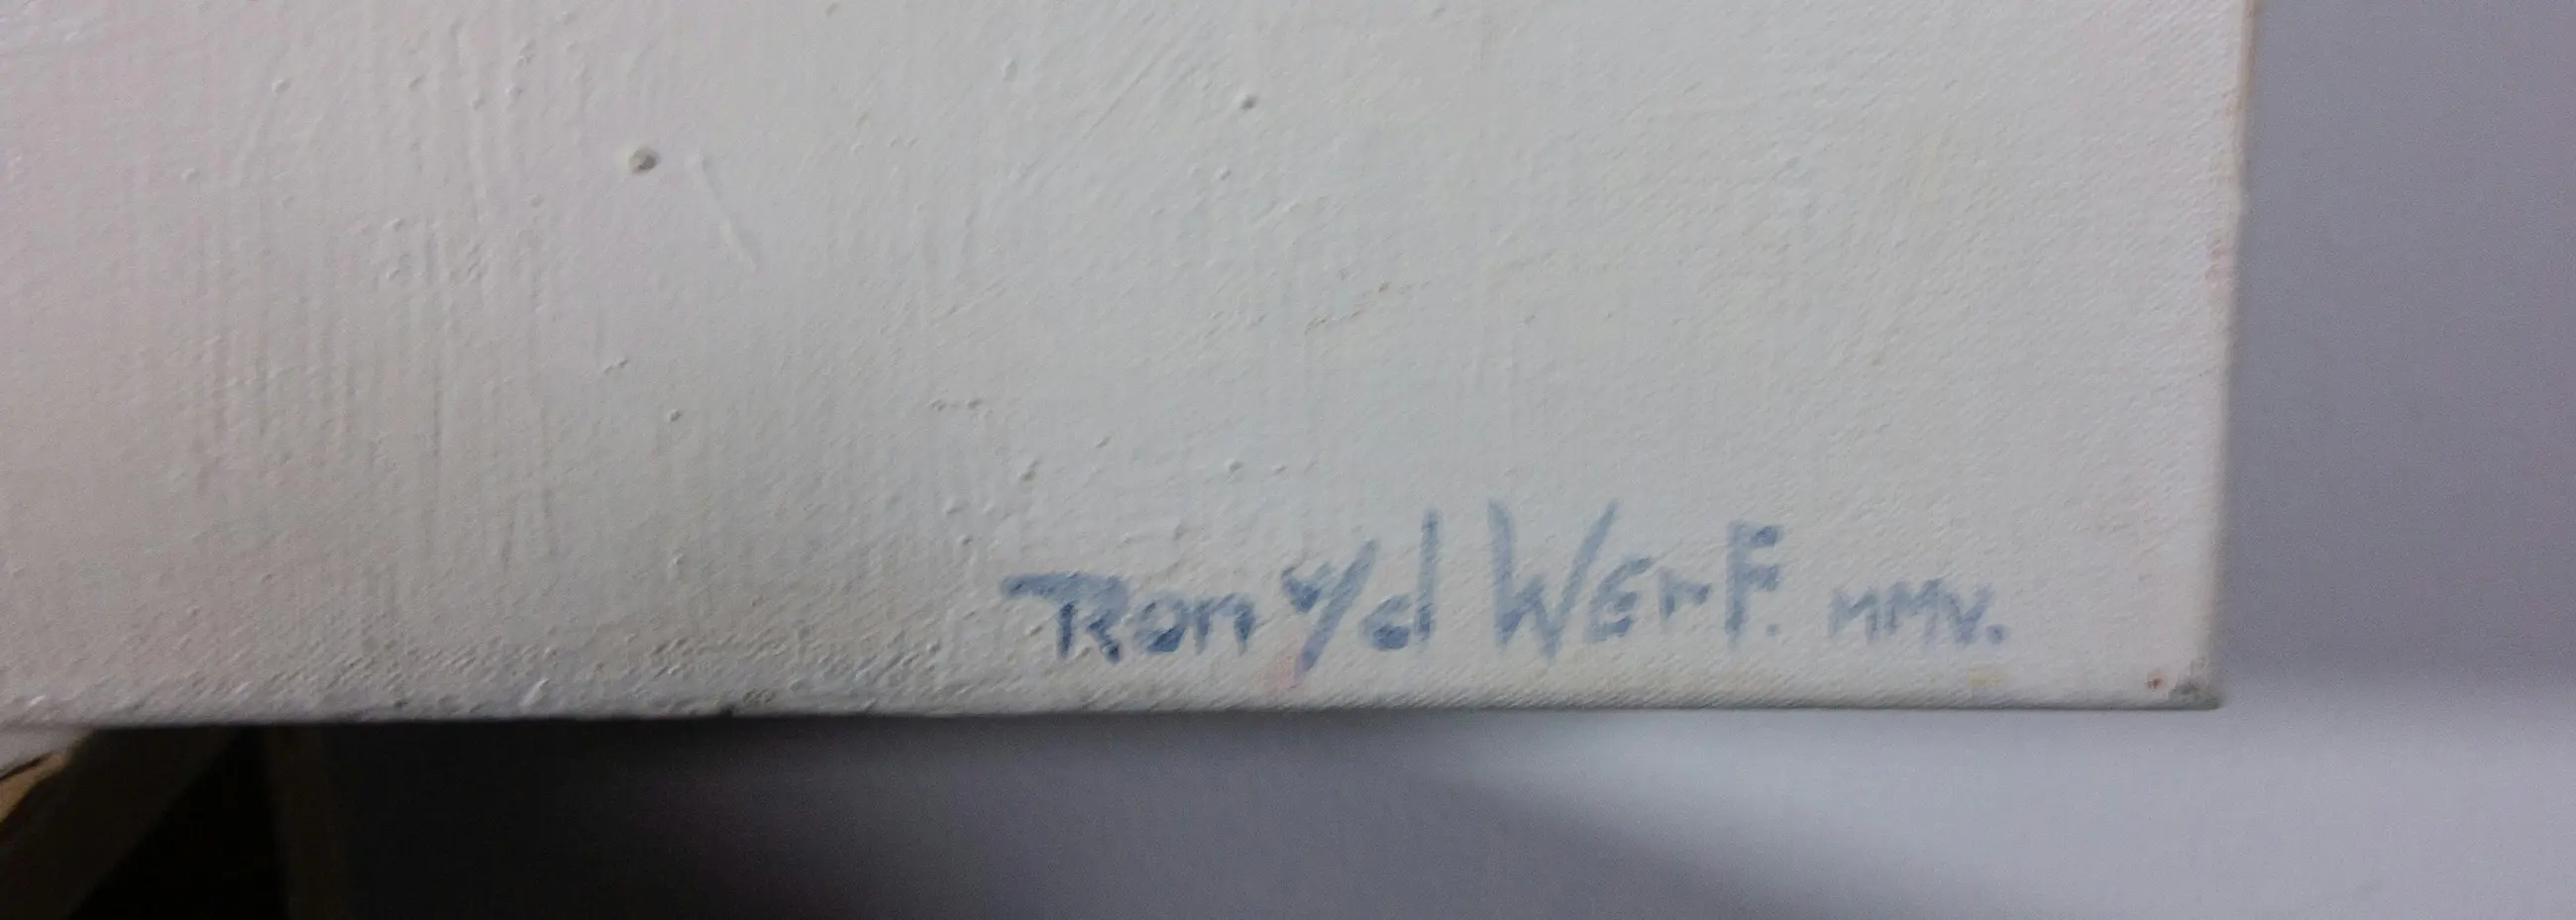 Ron v/d WErF. MMV.